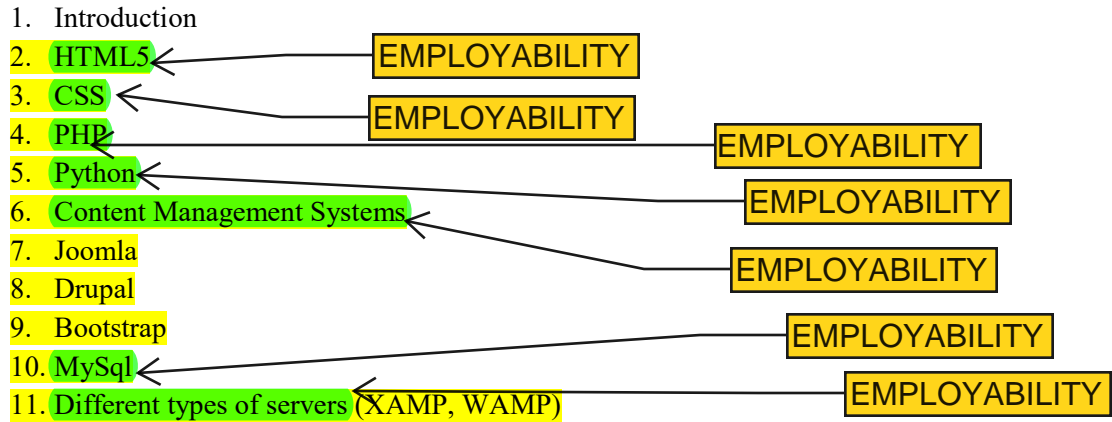 1. Introduction
2. HTML5 EMPLOYABILITY
3. CSS EMPLOYABILITY
4. PHP EMPLOYABILITY
5. Python EMPLOYABILITY
6. Content Management Systems
7. Joomla EMPLOYABILITY
8. Drupal
9. Bootstrap EMPLOYABILITY
10. MySql
11. Different types of servers (XAMP, WAMP) EMPLOYABILITY